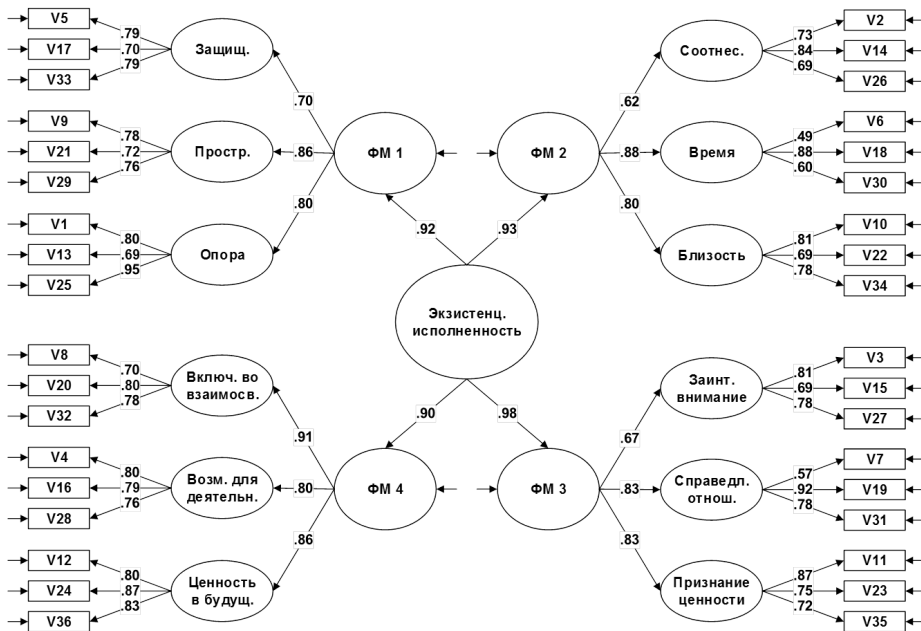 V5
V17
V33
.79
.70
.79
Защищ.
.70
V9
V21
V29
.78
.72
.76
Простр.
.86
V1
V13
V25
.80
.69
.95
Опора
.80
ФМ 1
ФМ 2
.62
Соотнес.
.73
.84
.69
V2
V14
V26
.88
Время
.49
.88
.60
V6
V18
V30
.80
Близость
.81
.69
.78
V10
V22
V34
.92
.93
Экзистенц.
исполненность
.90
.98
V8
V20
V32
.70
.80
.78
Включ. во
взаимосв.
.91
V4
V16
V28
.80
.79
.76
Возм. для
деятельн.
.80
V12
V24
V36
.80
.87
.83
Ценность
в будущ.
.86
ФМ 4
ФМ 3
.67
Заинт.
внимание
.81
.69
.78
V3
V15
V27
.83
Справедл.
отнош.
.57
.92
.78
V7
V19
V31
.83
Признание
ценности
.87
.75
.72
V11
V23
V35